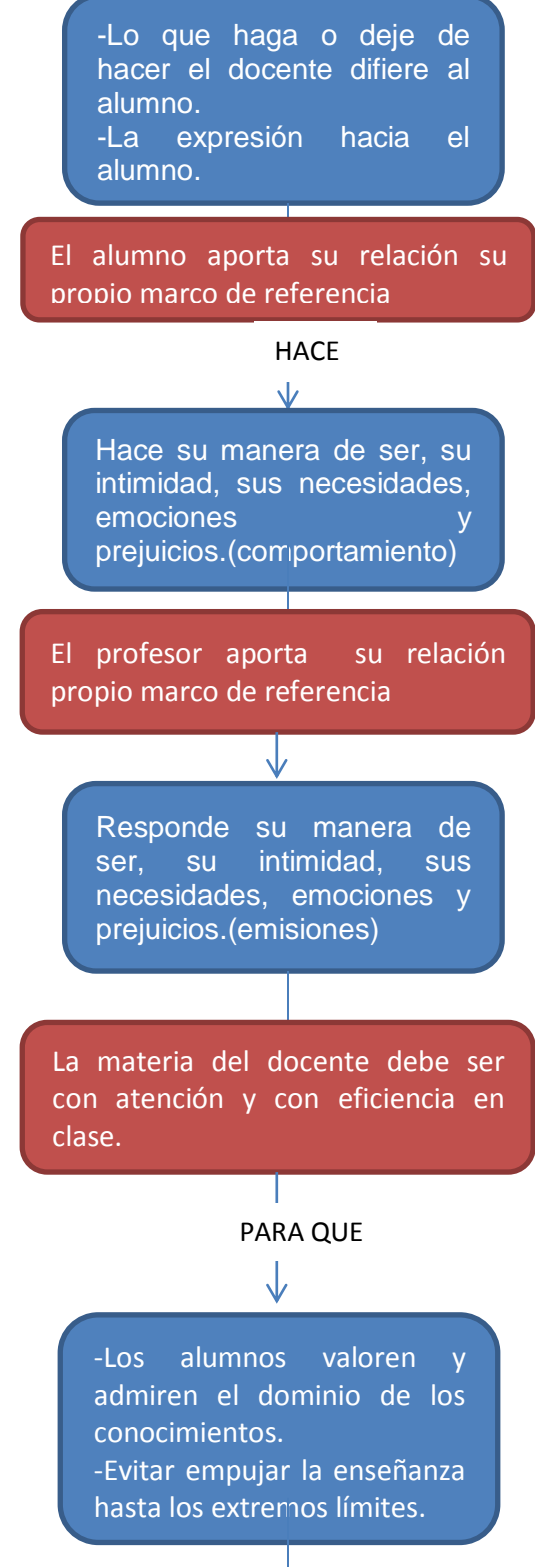 -Lo que haga o deje de
hacer el docente difiere al
alumno.
-La expresión hacia el
alumno.
El alumno aporta su relación su
propio marco de referencia
HACE
Hace su manera de ser, su
intimidad, sus necesidades,
emociones y
prejuicios.(comportamiento)
El profesor aporta su relación
propio marco de referencia
Responde su manera de
ser, su intimidad, sus
necesidades, emociones y
prejuicios.(emisiones)
La materia del docente debe ser
con atención y con eficiencia en
clase.
PARA QUE
-Los alumnos valoren y
admiren el dominio de los
conocimientos.
-Evitar empujar la enseñanza
hasta los extremos límites.